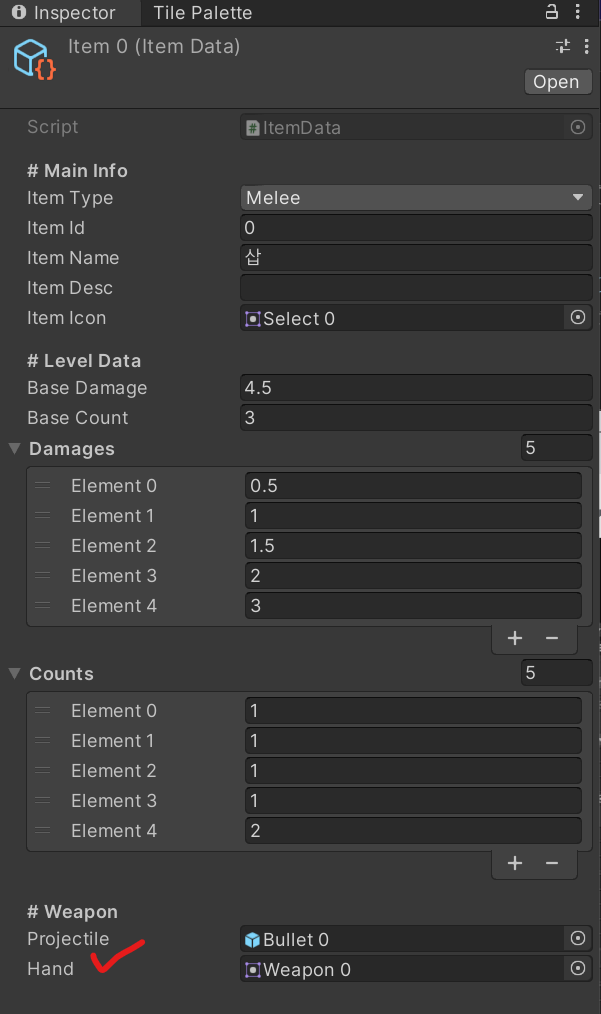 Inspector Tile Palette
Item 0 (Item Data)
Open
Script ItemData
# Main Info
Item Type Melee
Item Id 0
Item Name 삽
Item Desc
Item Icon Select 0
# Level Data
Base Damage 4.5
Base Count 3
Damages 5
Element 0 0.5
Element 1 1
Element 2 1.5
Element 3 2
Element 4 3
Counts 5
Element 0 1
Element 1 1
Element 2 1
Element 3 1
Element 4 2
# Weapon
Projectile Bullet 0
Hand Weapon 0